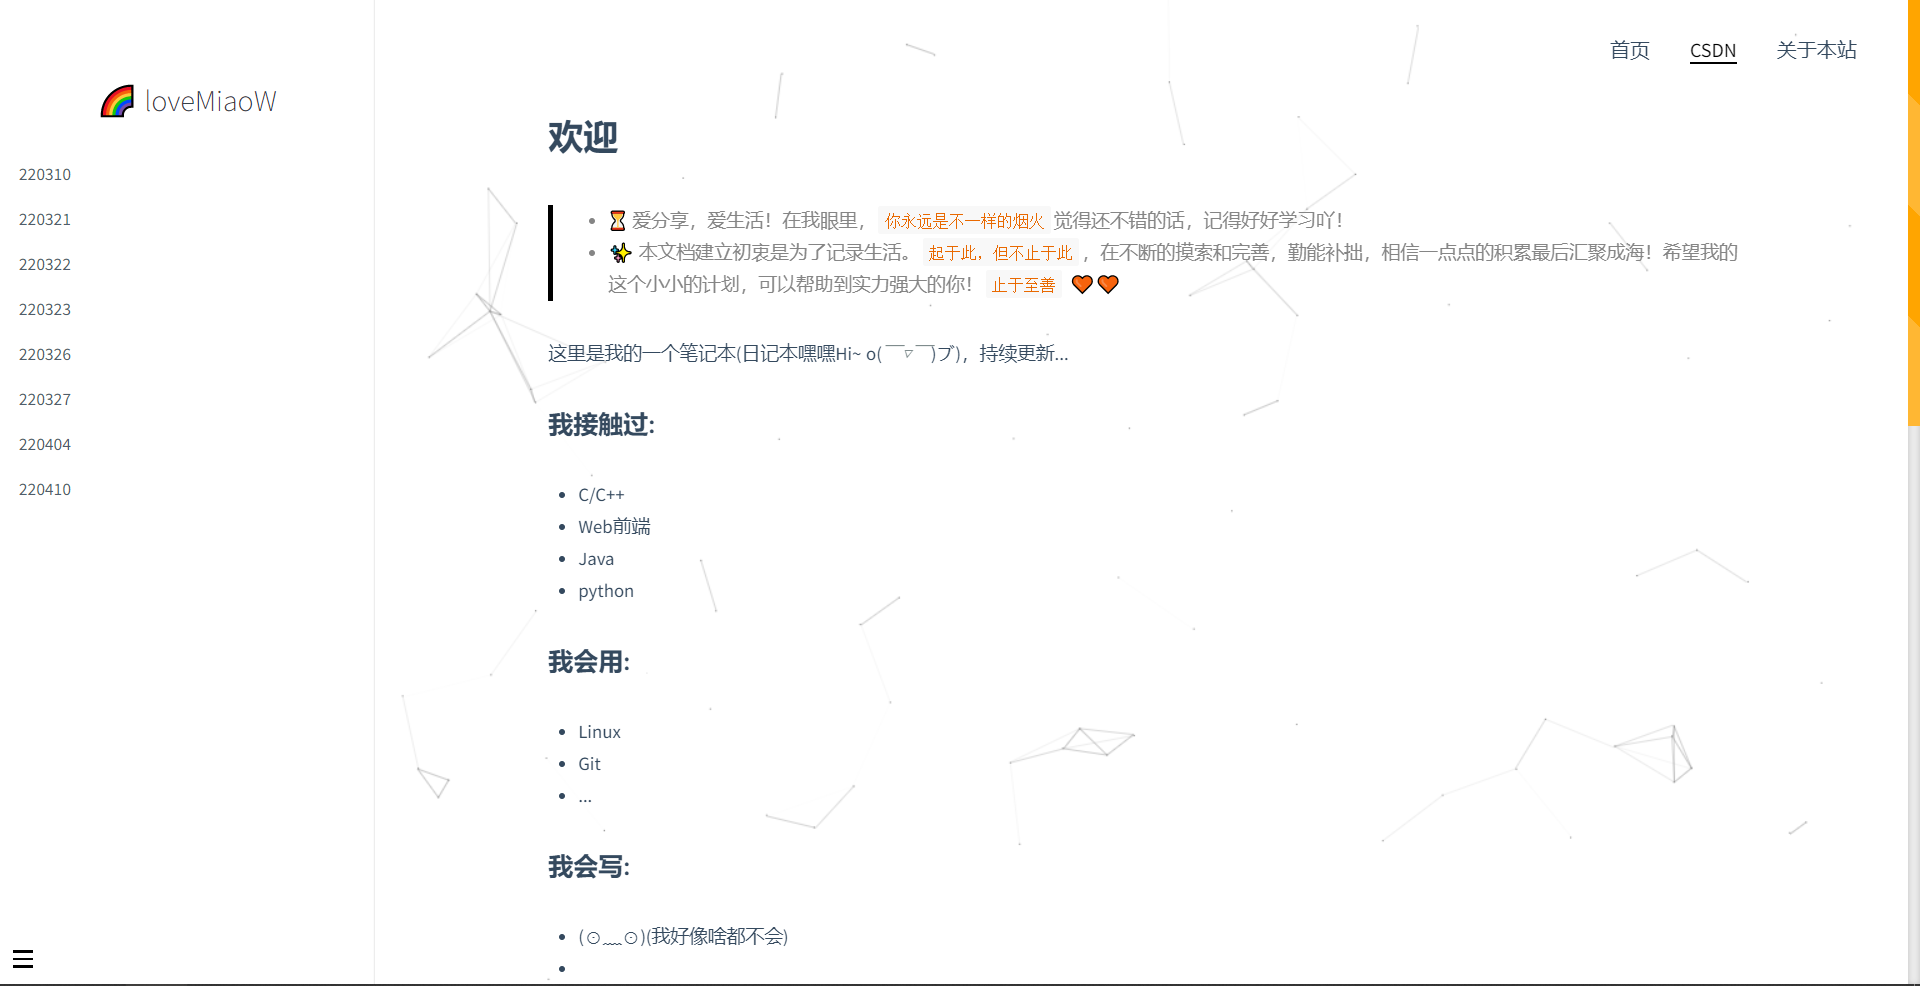 首页 CSDN 关于本站
🌈 loveMiaoW
220310
220321
220322
220323
220326
220327
220404
220410
欢迎
⏳ 爱分享，爱生活！在我眼里， 你永远是不一样的烟火 觉得还不错的话，记得好好学习吖！
✨ 本文档建立初衷是为了记录生活。 起于此，但不止于此 ，在不断的摸索和完善，勤能补拙，相信一点点的积累最后汇聚成海！希望我的
这个小小的计划，可以帮助到实力强大的你！ 止于至善 🧡🧡
这里是我的一个笔记本(日记本嘿嘿Hi~ o(￣▽￣)ブ)，持续更新...
我接触过:
C/C++
Web前端
Java
python
我会用:
Linux
Git
...
我会写:
(⊙﹏⊙)(我好像啥都不会)